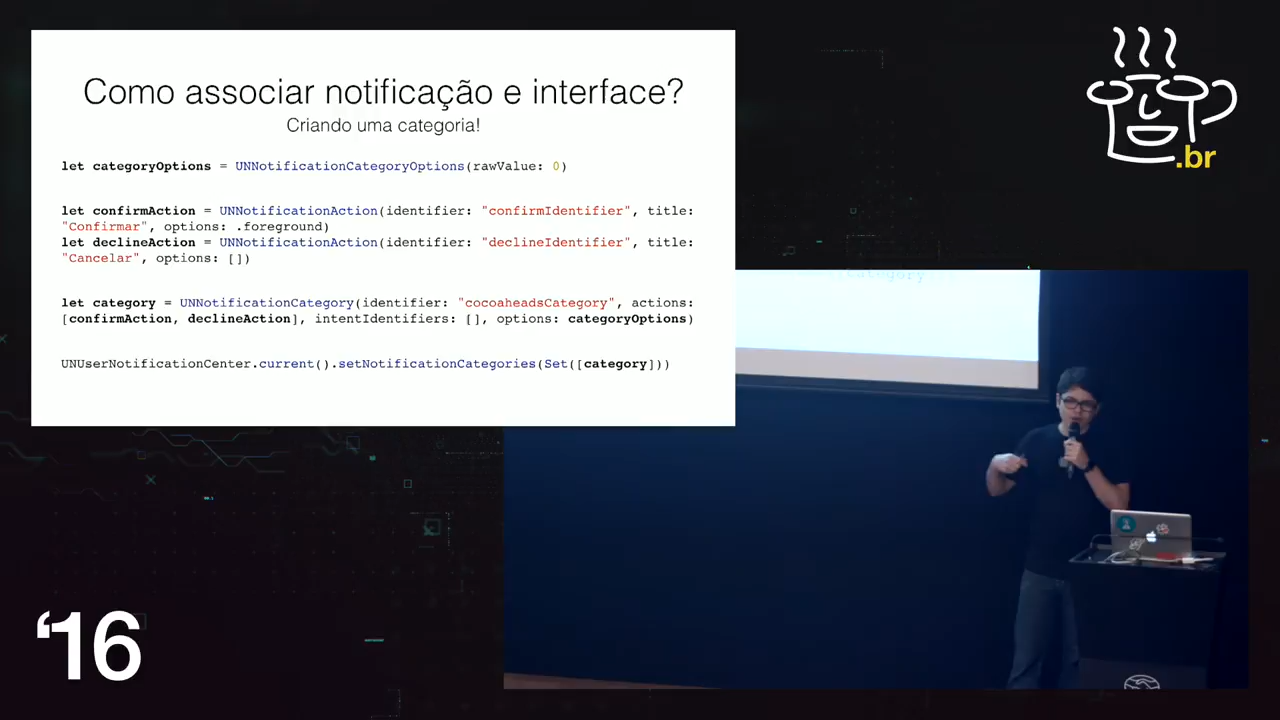 Como associar notificação e interface?
Criando uma categoria!
let categoryOptions = UNNotificationCategoryOptions(rawValue: 0)
let confirmAction = UNNotificationAction(identifier: "confirmIdentifier", title:
"Confirmar", options: .foreground)
let declineAction = UNNotificationAction(identifier: "declineIdentifier", title:
"Cancelar", options: [])
let category = UNNotificationCategory(identifier: "cocoaheadsCategory", actions:
[confirmAction, declineAction], intentIdentifiers: [], options: categoryOptions)
UNUserNotificationCenter.current().setNotificationCategories(Set([category]))
.br
category
‘16